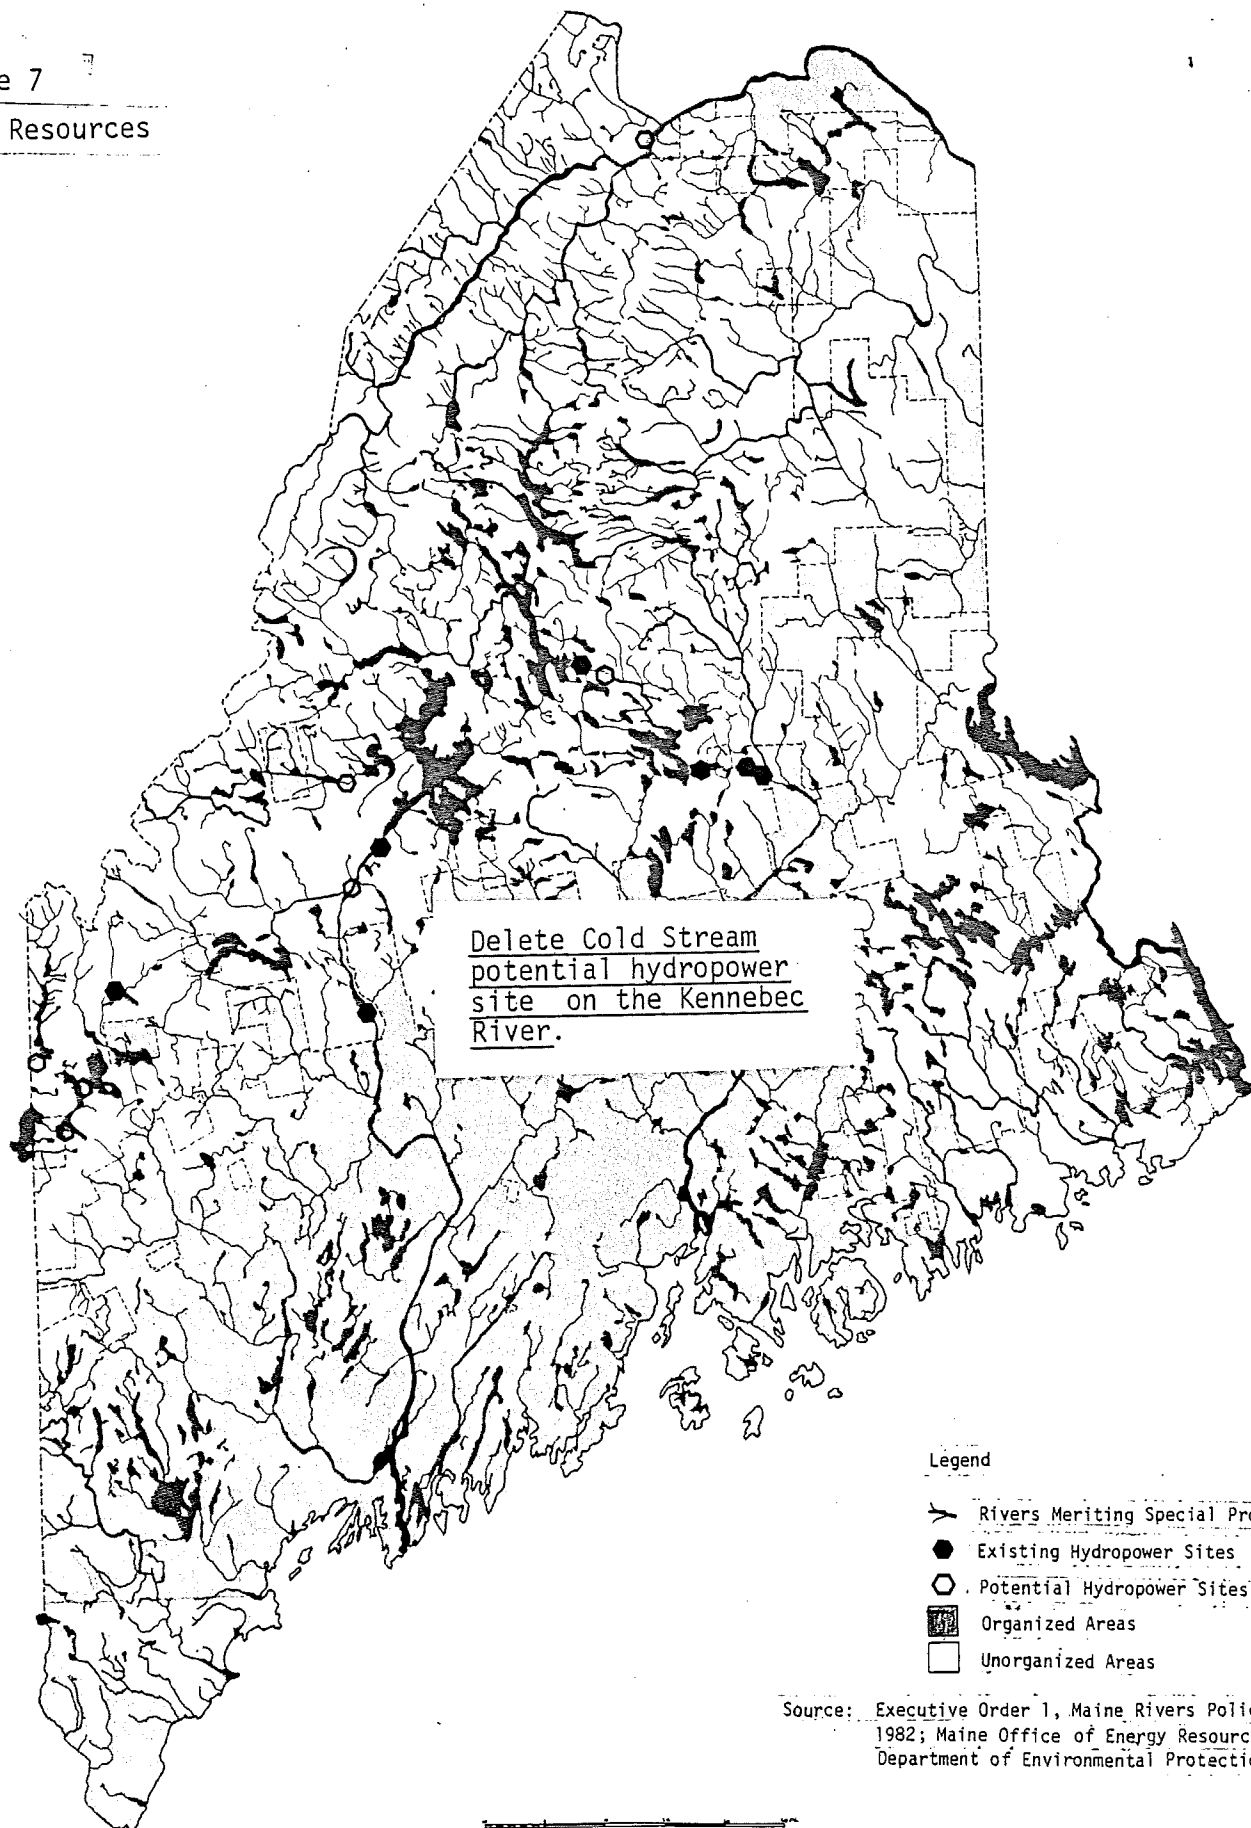 e 7
Resources
Delete Cold Stream
potential hydropower
site on the Kennebec
River.
Legend
Rivers Meriting Special Pro
Existing Hydropower Sites
Potential Hydropower Sites
Organized Areas
Unorganized Areas
Source: Executive Order 1, Maine Rivers Polic
1982; Maine Office of Energy Resourc
Department of Environmental Protectio